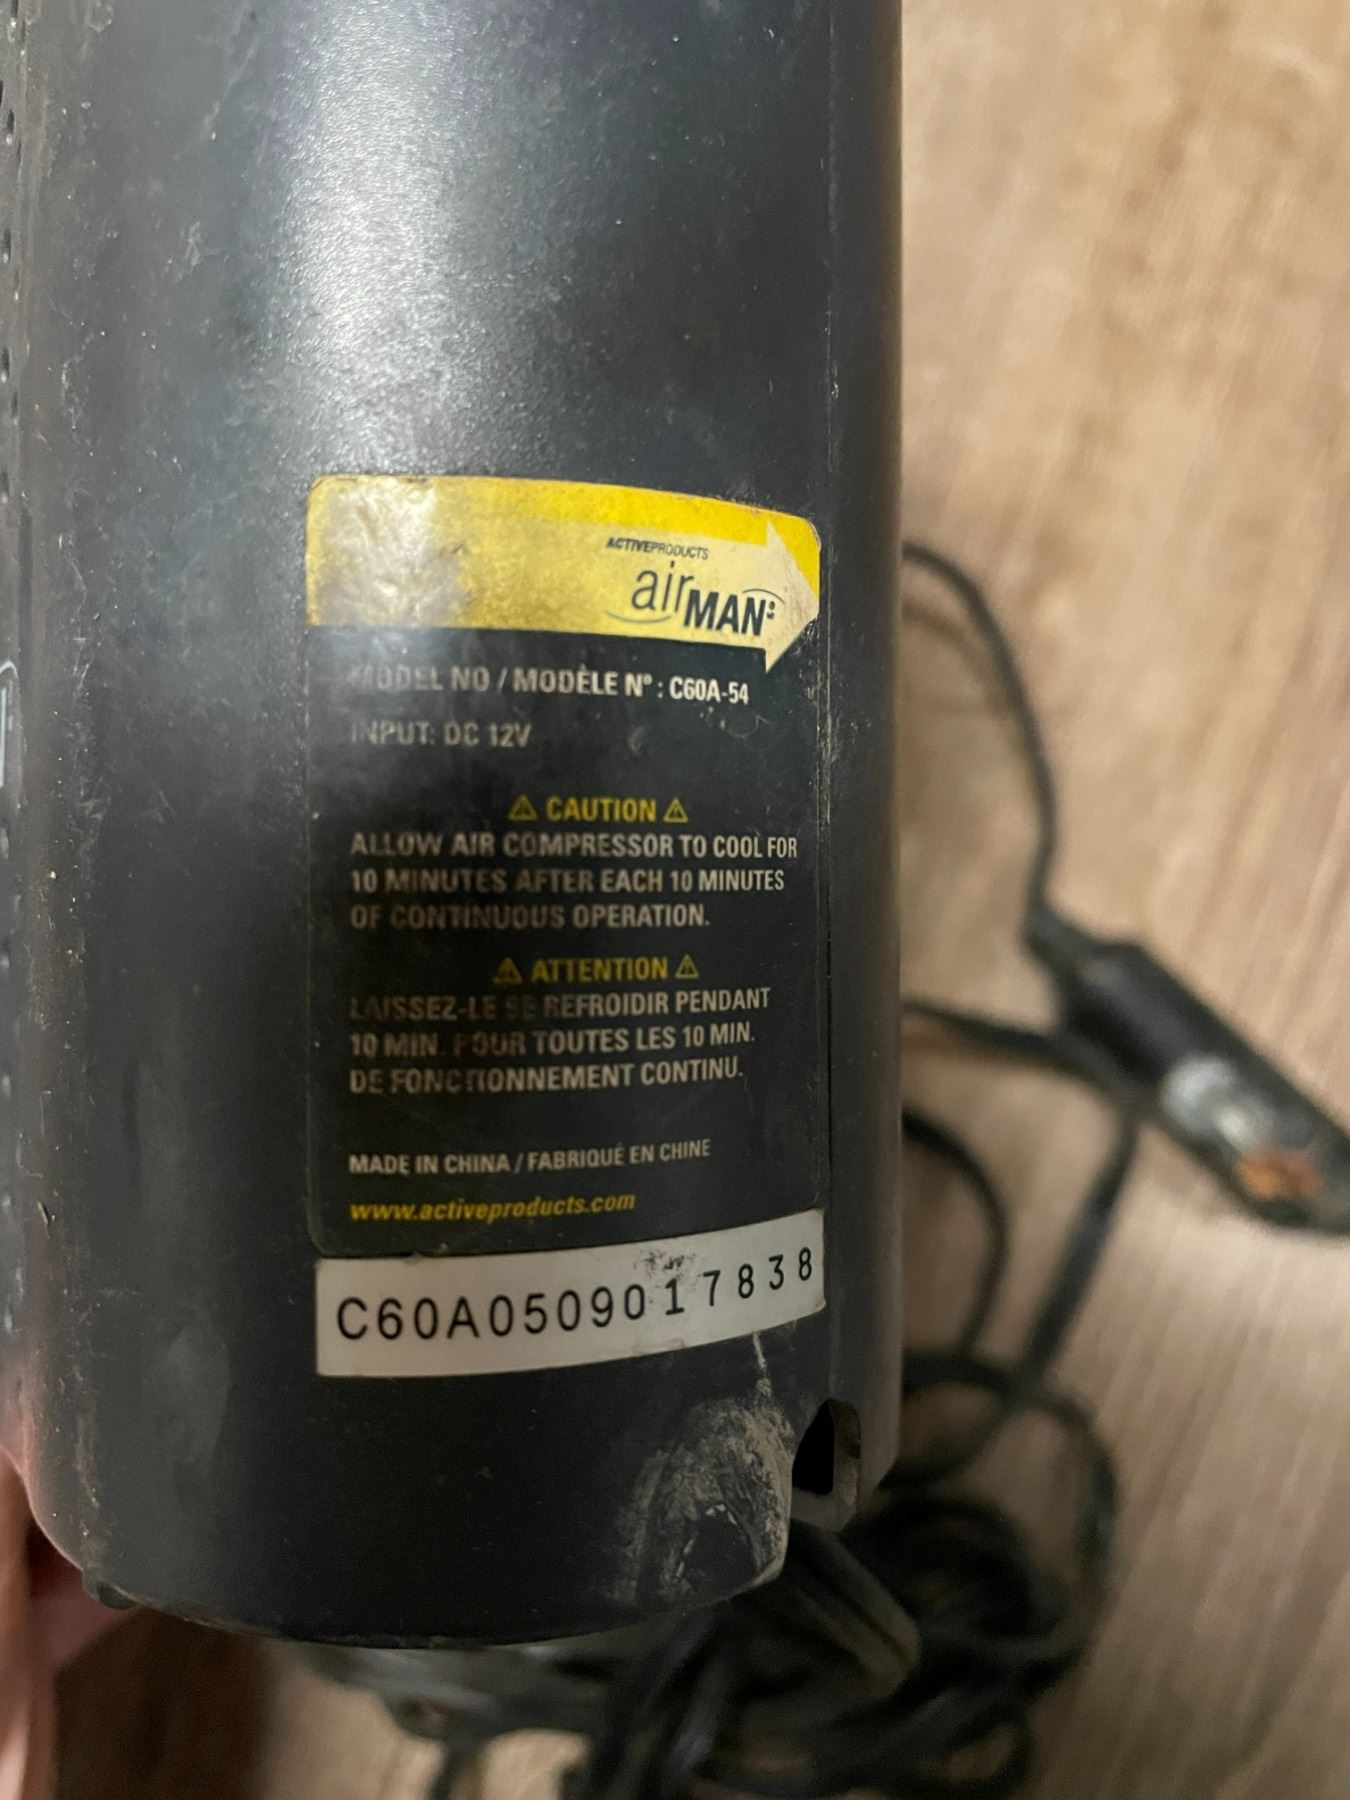 ACTIVEPRODUCTS
airMAN
MODEL NO / MODÈLE Nº : C60A-54
INPUT: DC 12V
⚠ CAUTION ⚠
ALLOW AIR COMPRESSOR TO COOL FOR
10 MINUTES AFTER EACH 10 MINUTES
OF CONTINUOUS OPERATION.
⚠ ATTENTION ⚠
LAISSEZ-LE SE REFROIDIR PENDANT
10 MIN. POUR TOUTES LES 10 MIN.
DE FONCTIONNEMENT CONTINU.
MADE IN CHINA / FABRIQUÉ EN CHINE
www.activeproducts.com
C60A0509017838